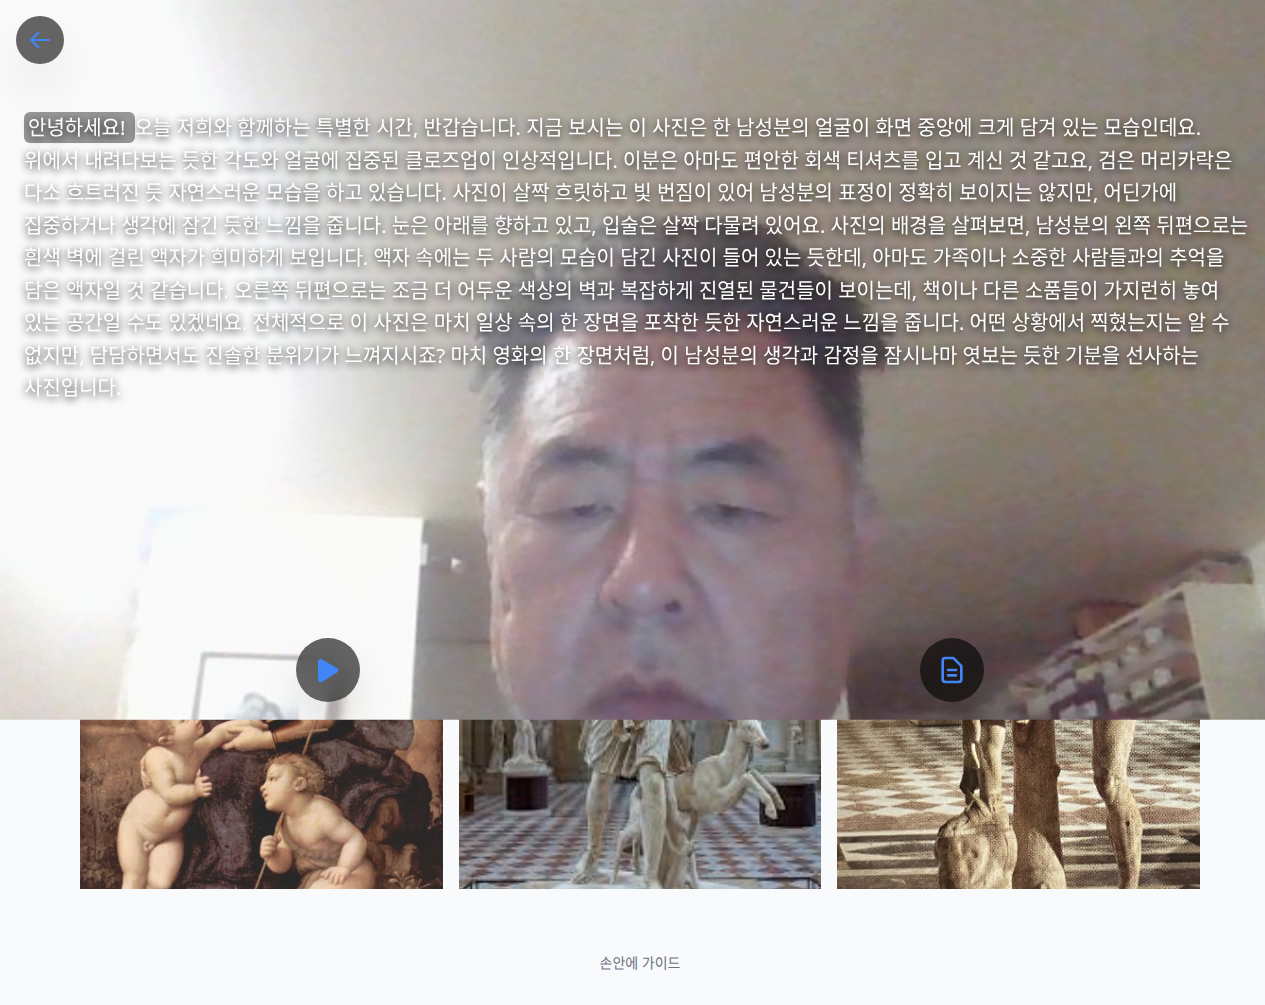 안녕하세요! 오늘 저희와 함께하는 특별한 시간, 반갑습니다. 지금 보시는 이 사진은 한 남성분의 얼굴이 화면 중앙에 크게 담겨 있는 모습인데요.
위에서 내려다보는 듯한 각도와 얼굴에 집중된 클로즈업이 인상적입니다. 이분은 아마도 편안한 회색 티셔츠를 입고 계신 것 같고요, 검은 머리카락은
다소 흐트러진 듯 자연스러운 모습을 하고 있습니다. 사진이 살짝 흐릿하고 빛 번짐이 있어 남성분의 표정이 정확히 보이지는 않지만, 어딘가에
집중하거나 생각에 잠긴 듯한 느낌을 줍니다. 눈은 아래를 향하고 있고, 입술은 살짝 다물려 있어요. 사진의 배경을 살펴보면, 남성분의 왼쪽 뒤편으로는
흰색 벽에 걸린 액자가 희미하게 보입니다. 액자 속에는 두 사람의 모습이 담긴 사진이 들어 있는 듯한데, 아마도 가족이나 소중한 사람들과의 추억을
담은 액자일 것 같습니다. 오른쪽 뒤편으로는 조금 더 어두운 색상의 벽과 복잡하게 진열된 물건들이 보이는데, 책이나 다른 소품들이 가지런히 놓여
있는 공간일 수도 있겠네요. 전체적으로 이 사진은 마치 일상 속의 한 장면을 포착한 듯한 자연스러운 느낌을 줍니다. 어떤 상황에서 찍혔는지는 알 수
없지만, 담담하면서도 진솔한 분위기가 느껴지시죠? 마치 영화의 한 장면처럼, 이 남성분의 생각과 감정을 잠시나마 엿보는 듯한 기분을 선사하는
사진입니다.
손안에 가이드